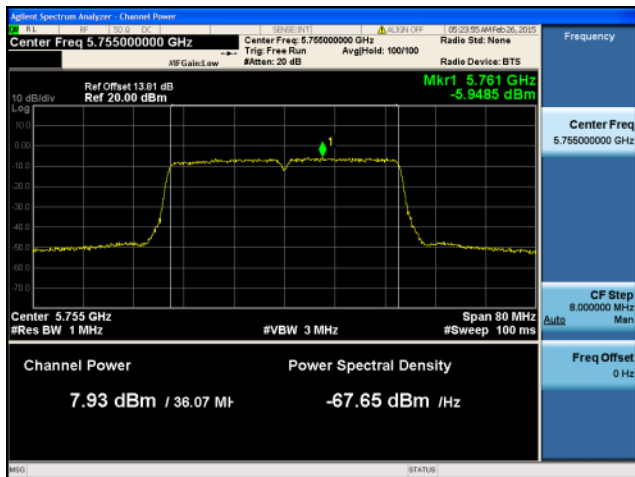 Agilent Spectrum Analyzer - Channel Power
RL RF 50 Ω DC SENSE:INT ALIGN OFF 05:23:55 AM Feb 26, 2015
Center Freq 5.755000000 GHz
Center Freq: 5.755000000 GHz
Radio Std: None
Trig: Free Run Avg|Hold: 100/100
#IFGain:Low #Atten: 20 dB Radio Device: BTS
Frequency
Mkr1 5.761 GHz
-5.9485 dBm
Ref Offset 13.81 dB
10 dB/div Ref 20.00 dBm
Log
10.0
0.00
-10.0
-20.0
-30.0
-40.0
-50.0
-60.0
-70.0
1
Center 5.755 GHz Span 80 MHz
#Res BW 1 MHz #VBW 3 MHz #Sweep 100 ms
Channel Power Power Spectral Density
7.93 dBm / 36.07 MH -67.65 dBm /Hz
Center Freq
5.755000000 GHz
CF Step
8.000000 MHz
Auto Man
Freq Offset
0 Hz
MSG STATUS